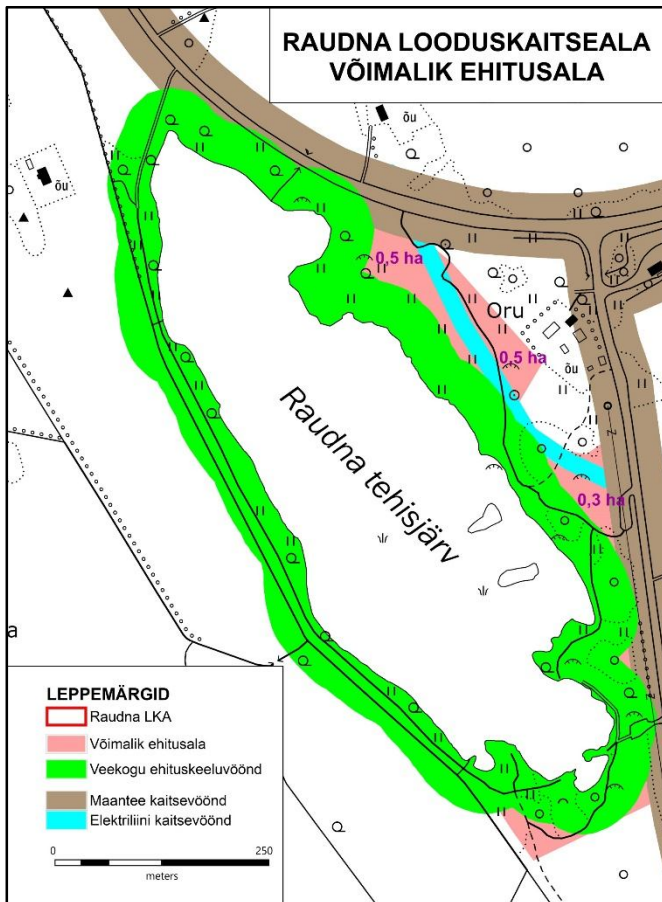 RAUDNA LOODUSKAITSEALA
VÕIMALIK EHITUSALA
õu
õu
0,5 ha
Oru
0,5 ha
õu
Raudna tehisjärv
0,3 ha
a
LEPPEMÄRGID
Raudna LKA
Võimalik ehitusala
Veekogu ehituskeeluvöönd
Maantee kaitsevöönd
Elektriliini kaitsevöönd
0 250
meters